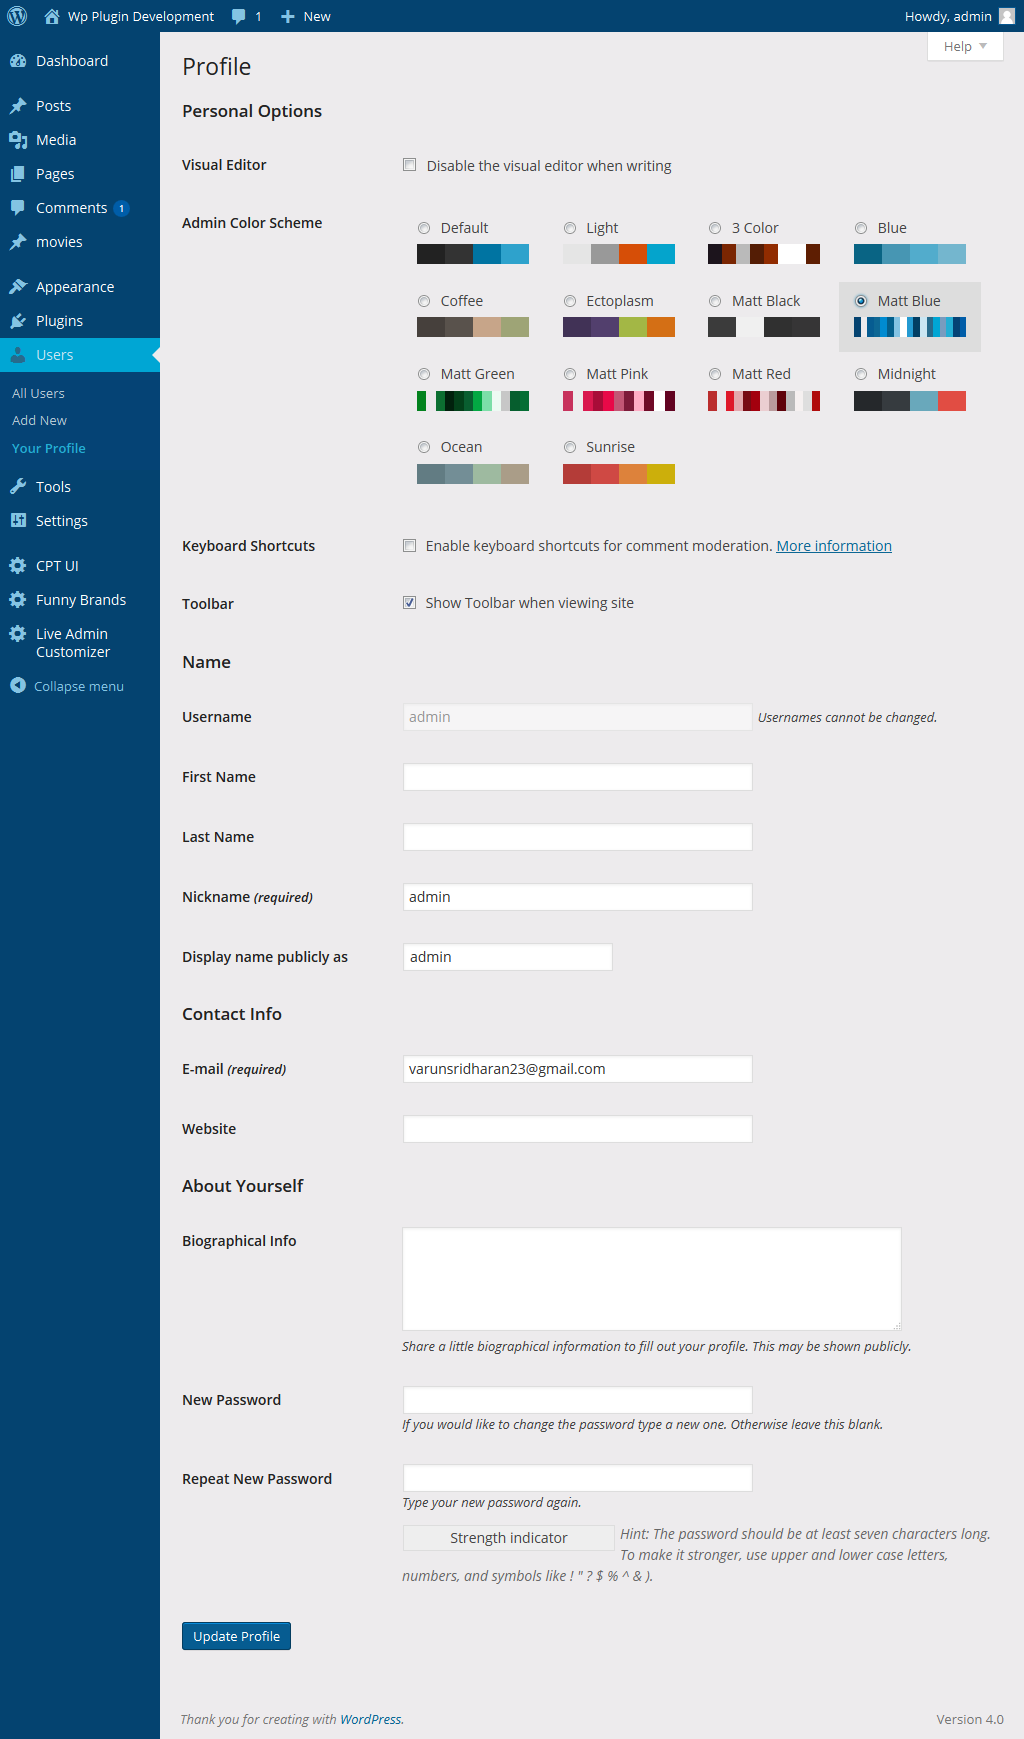 Wp Plugin Development 1 New Howdy, admin
Help
Dashboard
Posts
Media
Pages
Comments 1
movies
Appearance
Plugins
Users
All Users
Add New
Your Profile
Tools
Settings
CPT UI
Funny Brands
Live Admin
Customizer
Collapse menu
Profile
Personal Options
Visual Editor Disable the visual editor when writing
Admin Color Scheme Default Light 3 Color Blue
Coffee Ectoplasm Matt Black Matt Blue
Matt Green Matt Pink Matt Red Midnight
Ocean Sunrise
Keyboard Shortcuts Enable keyboard shortcuts for comment moderation. More information
Toolbar Show Toolbar when viewing site
Name
Username admin Usernames cannot be changed.
First Name
Last Name
Nickname (required) admin
Display name publicly as admin
Contact Info
E-mail (required) varunsridharan23@gmail.com
Website
About Yourself
Biographical Info
Share a little biographical information to fill out your profile. This may be shown publicly.
New Password
If you would like to change the password type a new one. Otherwise leave this blank.
Repeat New Password
Type your new password again.
Strength indicator Hint: The password should be at least seven characters long.
To make it stronger, use upper and lower case letters,
numbers, and symbols like ! " ? $ % ^ & ).
Update Profile
Thank you for creating with WordPress. Version 4.0